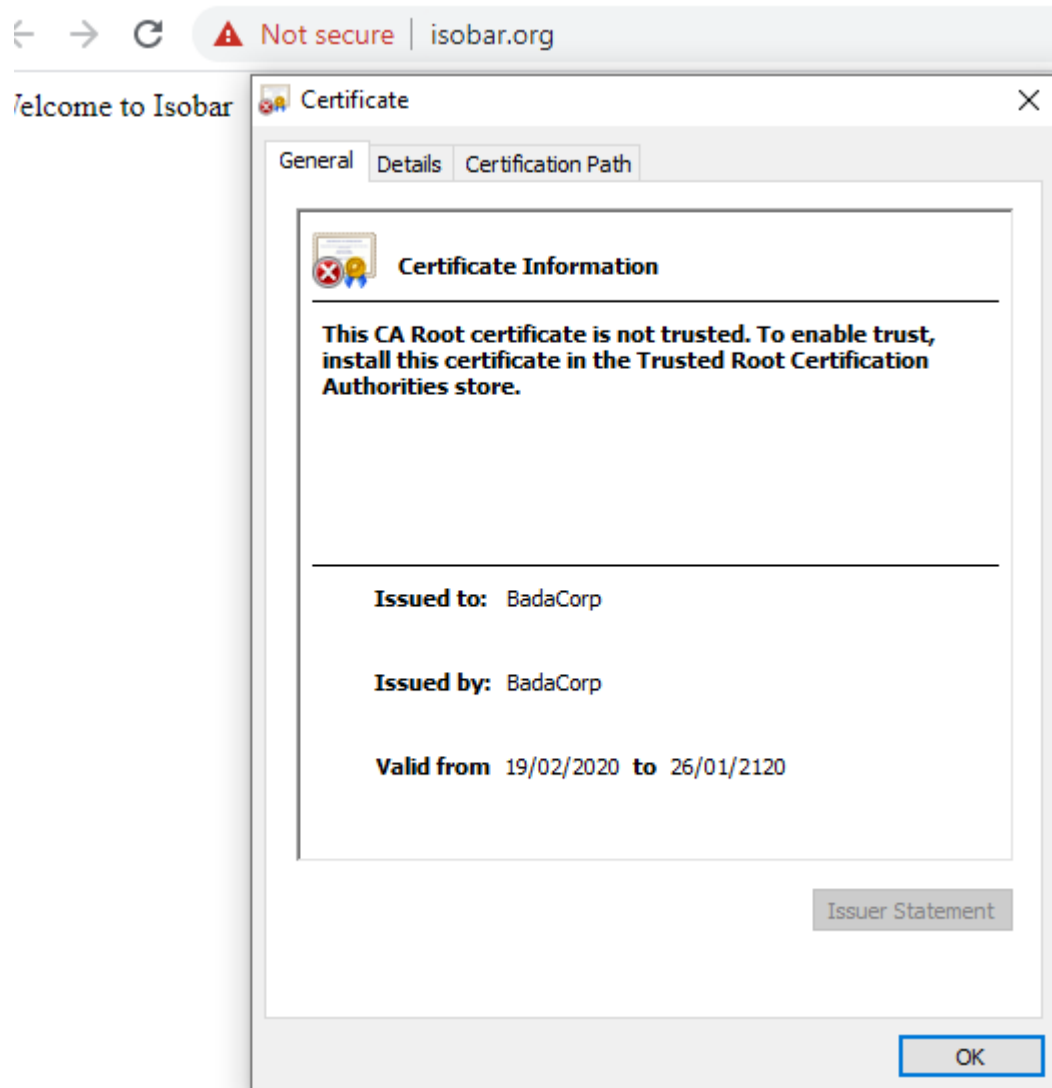 Not secure | isobar.org
elcome to Isobar
Certificate
General Details Certification Path
Certificate Information
This CA Root certificate is not trusted. To enable trust,
install this certificate in the Trusted Root Certification
Authorities store.
Issued to: BadaCorp
Issued by: BadaCorp
Valid from 19/02/2020 to 26/01/2120
Issuer Statement
OK